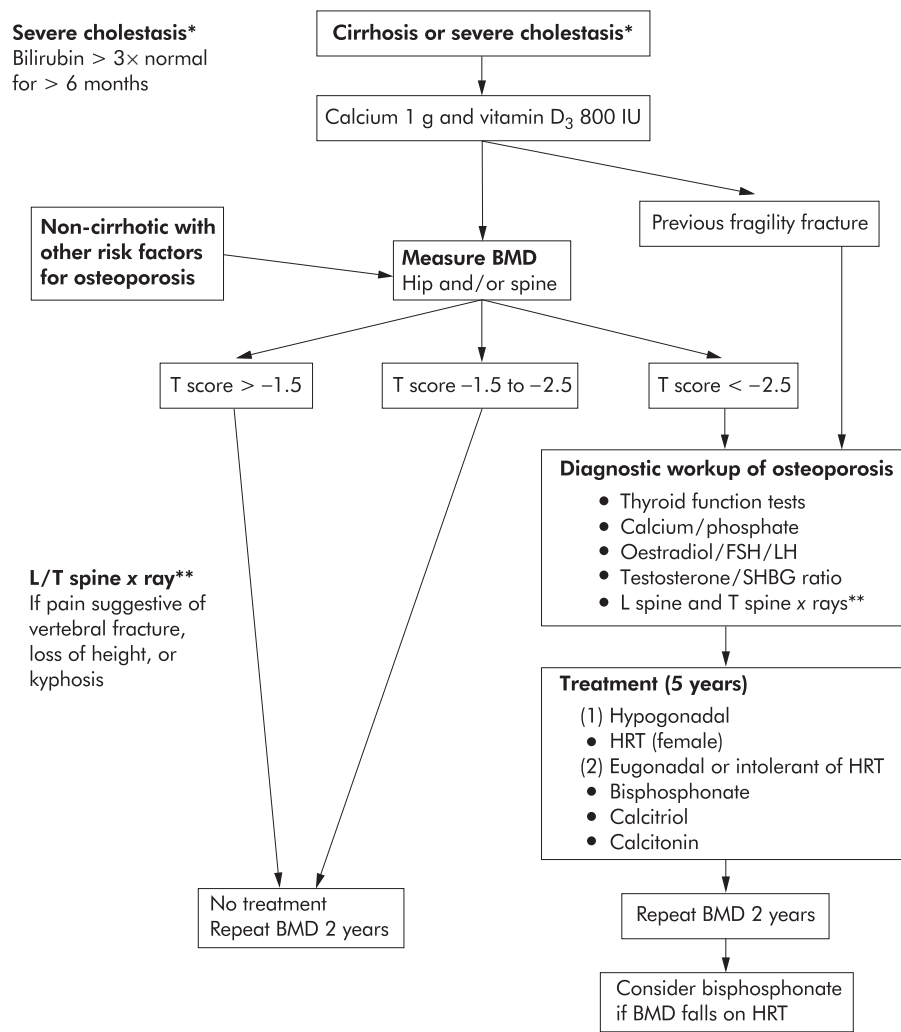 Severe cholestasis*
Bilirubin > 3× normal
for > 6 months
Cirrhosis or severe cholestasis*
Calcium 1 g and vitamin D3 800 IU
Previous fragility fracture
Non-cirrhotic with
other risk factors
for osteoporosis
Measure BMD
Hip and/or spine
T score > –1.5
T score –1.5 to –2.5
T score < –2.5
Diagnostic workup of osteoporosis
• Thyroid function tests
• Calcium/phosphate
• Oestradiol/FSH/LH
• Testosterone/SHBG ratio
• L spine and T spine x rays**
L/T spine x ray**
If pain suggestive of
vertebral fracture,
loss of height, or
kyphosis
Treatment (5 years)
(1) Hypogonadal
• HRT (female)
(2) Eugonadal or intolerant of HRT
• Bisphosphonate
• Calcitriol
• Calcitonin
No treatment
Repeat BMD 2 years
Repeat BMD 2 years
Consider bisphosphonate
if BMD falls on HRT